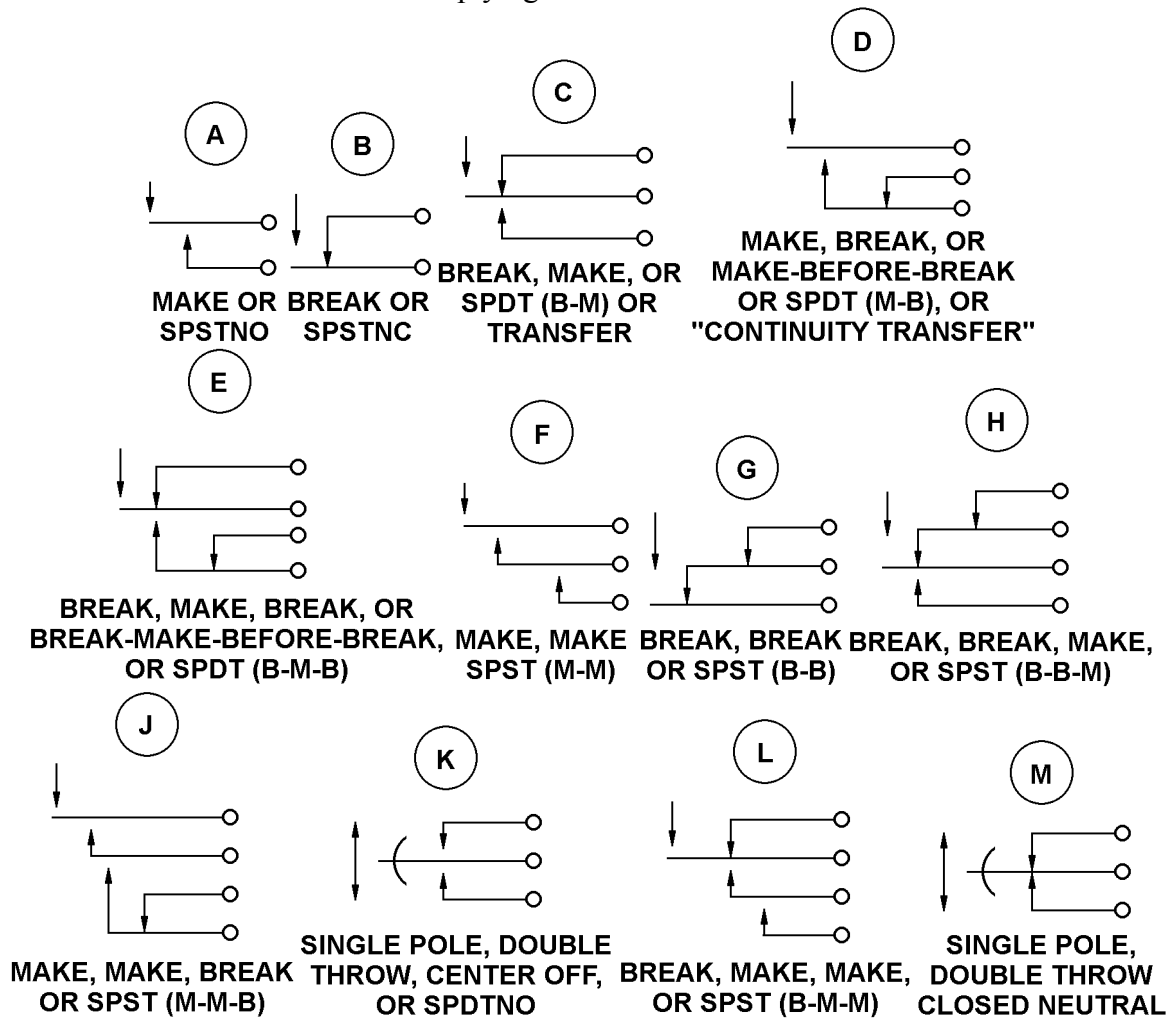 D
C
A
B
MAKE OR
SPSTNO
BREAK OR
SPSTNC
BREAK, MAKE, OR
SPDT (B-M) OR
TRANSFER
MAKE, BREAK, OR
MAKE-BEFORE-BREAK
OR SPDT (M-B), OR
"CONTINUITY TRANSFER"
E
F
G
H
BREAK, MAKE, BREAK, OR
BREAK-MAKE-BEFORE-BREAK,
OR SPDT (B-M-B)
MAKE, MAKE
SPST (M-M)
BREAK, BREAK
OR SPST (B-B)
BREAK, BREAK, MAKE,
OR SPST (B-B-M)
J
K
L
M
MAKE, MAKE, BREAK
OR SPST (M-M-B)
SINGLE POLE, DOUBLE
THROW, CENTER OFF,
OR SPDTNO
BREAK, MAKE, MAKE,
OR SPST (B-M-M)
SINGLE POLE,
DOUBLE THROW
CLOSED NEUTRAL